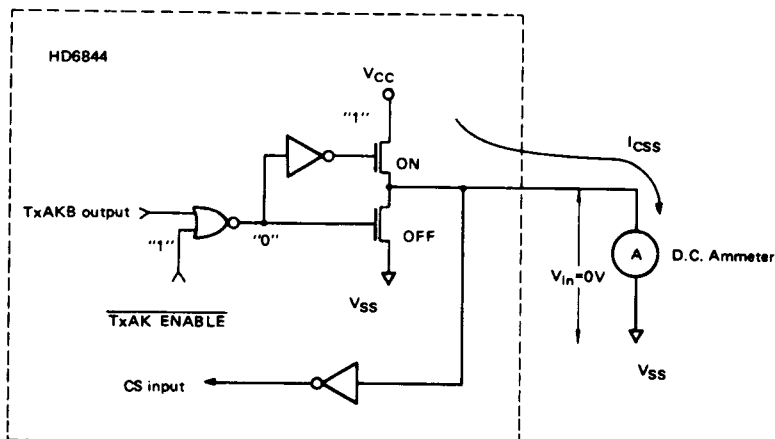 HD6844
VCC
"1"
ON
ICSS
TxAKB output
"1"
"0"
OFF
A
D.C. Ammeter
Vin=0V
VSS
TxAK ENABLE
VSS
CS input